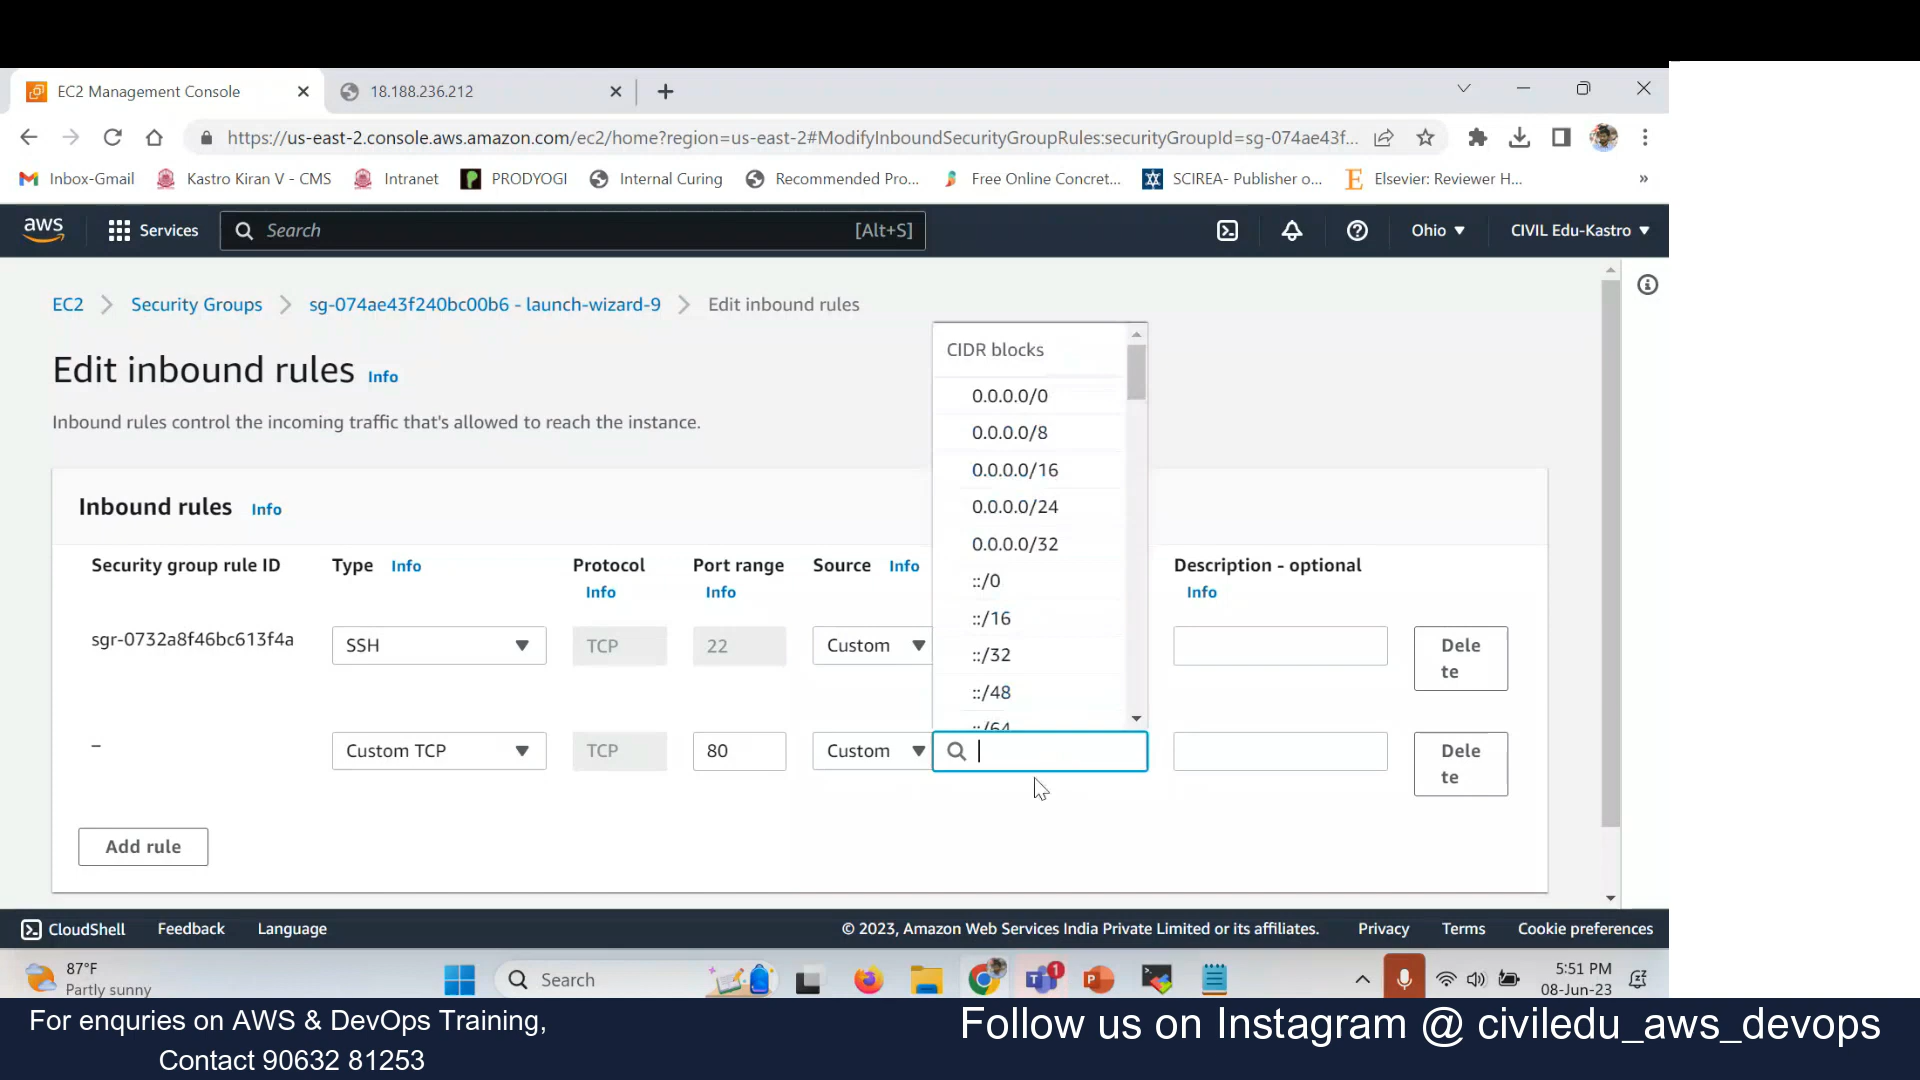 EC2 Management Console
18.188.236.212
https://us-east-2.console.aws.amazon.com/ec2/home?region=us-east-2#ModifyInboundSecurityGroupRules:securityGroupId=sg-074ae43f...
Inbox-Gmail Kastro Kiran V - CMS Intranet PRODYOGI Internal Curing Recommended Pro... Free Online Concret... SCIREA- Publisher o... Elsevier: Reviewer H... »
aws Services Search [Alt+S] Ohio CIVIL Edu-Kastro
EC2 Security Groups sg-074ae43f240bc00b6 - launch-wizard-9 Edit inbound rules
Edit inbound rules Info
Inbound rules control the incoming traffic that's allowed to reach the instance.
CIDR blocks
0.0.0.0/0
0.0.0.0/8
0.0.0.0/16
0.0.0.0/24
0.0.0.0/32
::/0
::/16
::/32
::/48
::/64
Inbound rules Info
Security group rule ID Type Info Protocol Info Port range Info Source Info Description - optional Info
sgr-0732a8f46bc613f4a SSH TCP 22 Custom Delete
– Custom TCP TCP 80 Custom Delete
Add rule
CloudShell Feedback Language © 2023, Amazon Web Services India Private Limited or its affiliates. Privacy Terms Cookie preferences
87°F
Partly sunny
Search
1
5:51 PM
08-Jun-23
For enquries on AWS & DevOps Training,
Contact 90632 81253
Follow us on Instagram @ civiledu_aws_devops